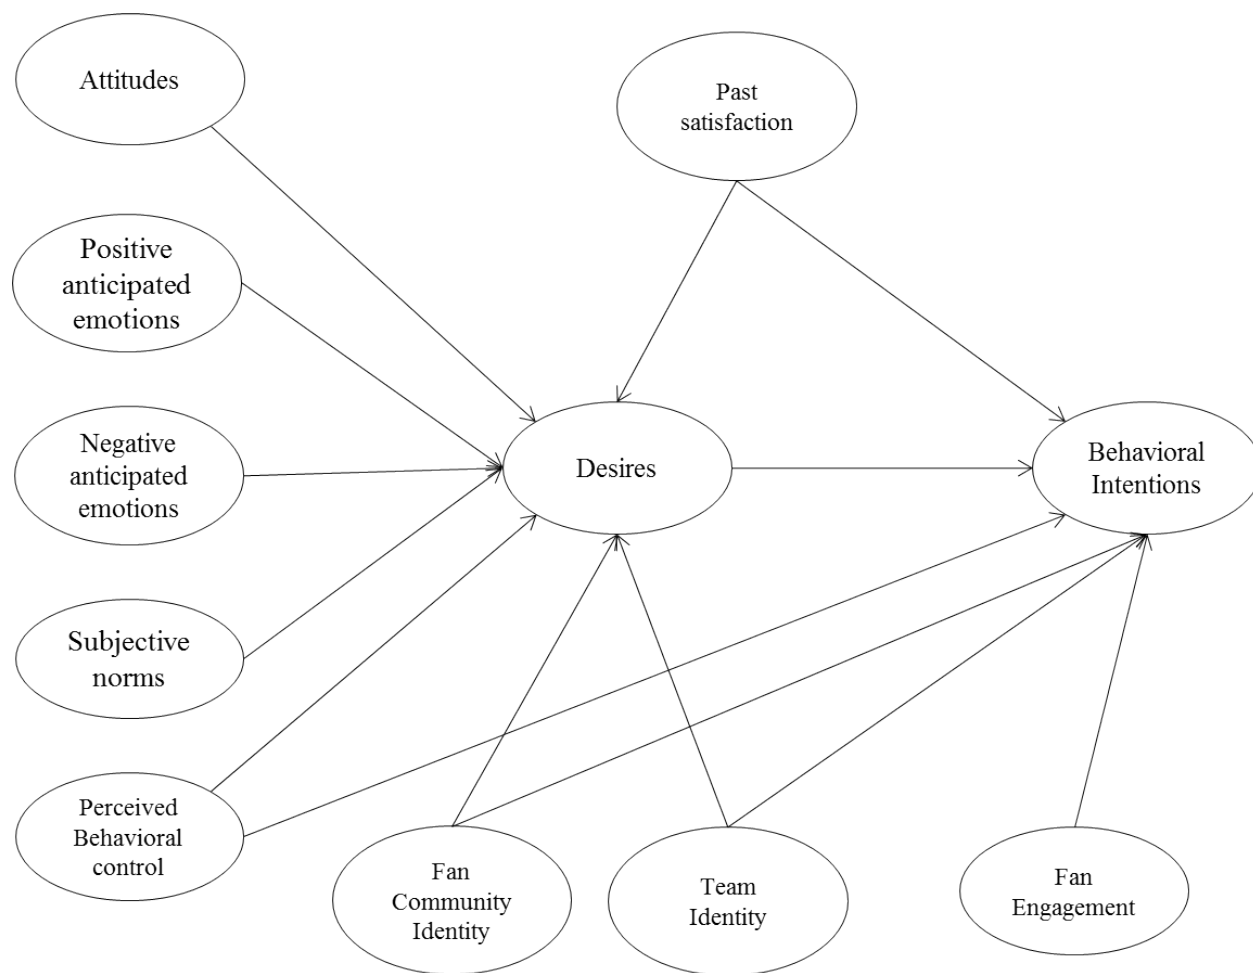 Attitudes
Past
satisfaction
Positive
anticipated
emotions
Negative
anticipated
emotions
Desires
Behavioral
Intentions
Subjective
norms
Perceived
Behavioral
control
Fan
Community
Identity
Team
Identity
Fan
Engagement